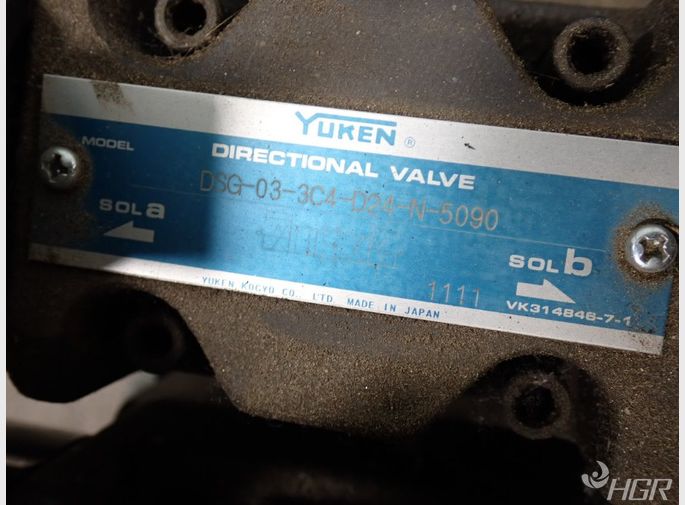 YUKEN ®
MODEL
DIRECTIONAL VALVE
DSG-03-3C4-D24-N-5090
SOL a
SOL b
1111
YUKEN KOGYO CO., LTD. MADE IN JAPAN
VK314846-7-1
HGR